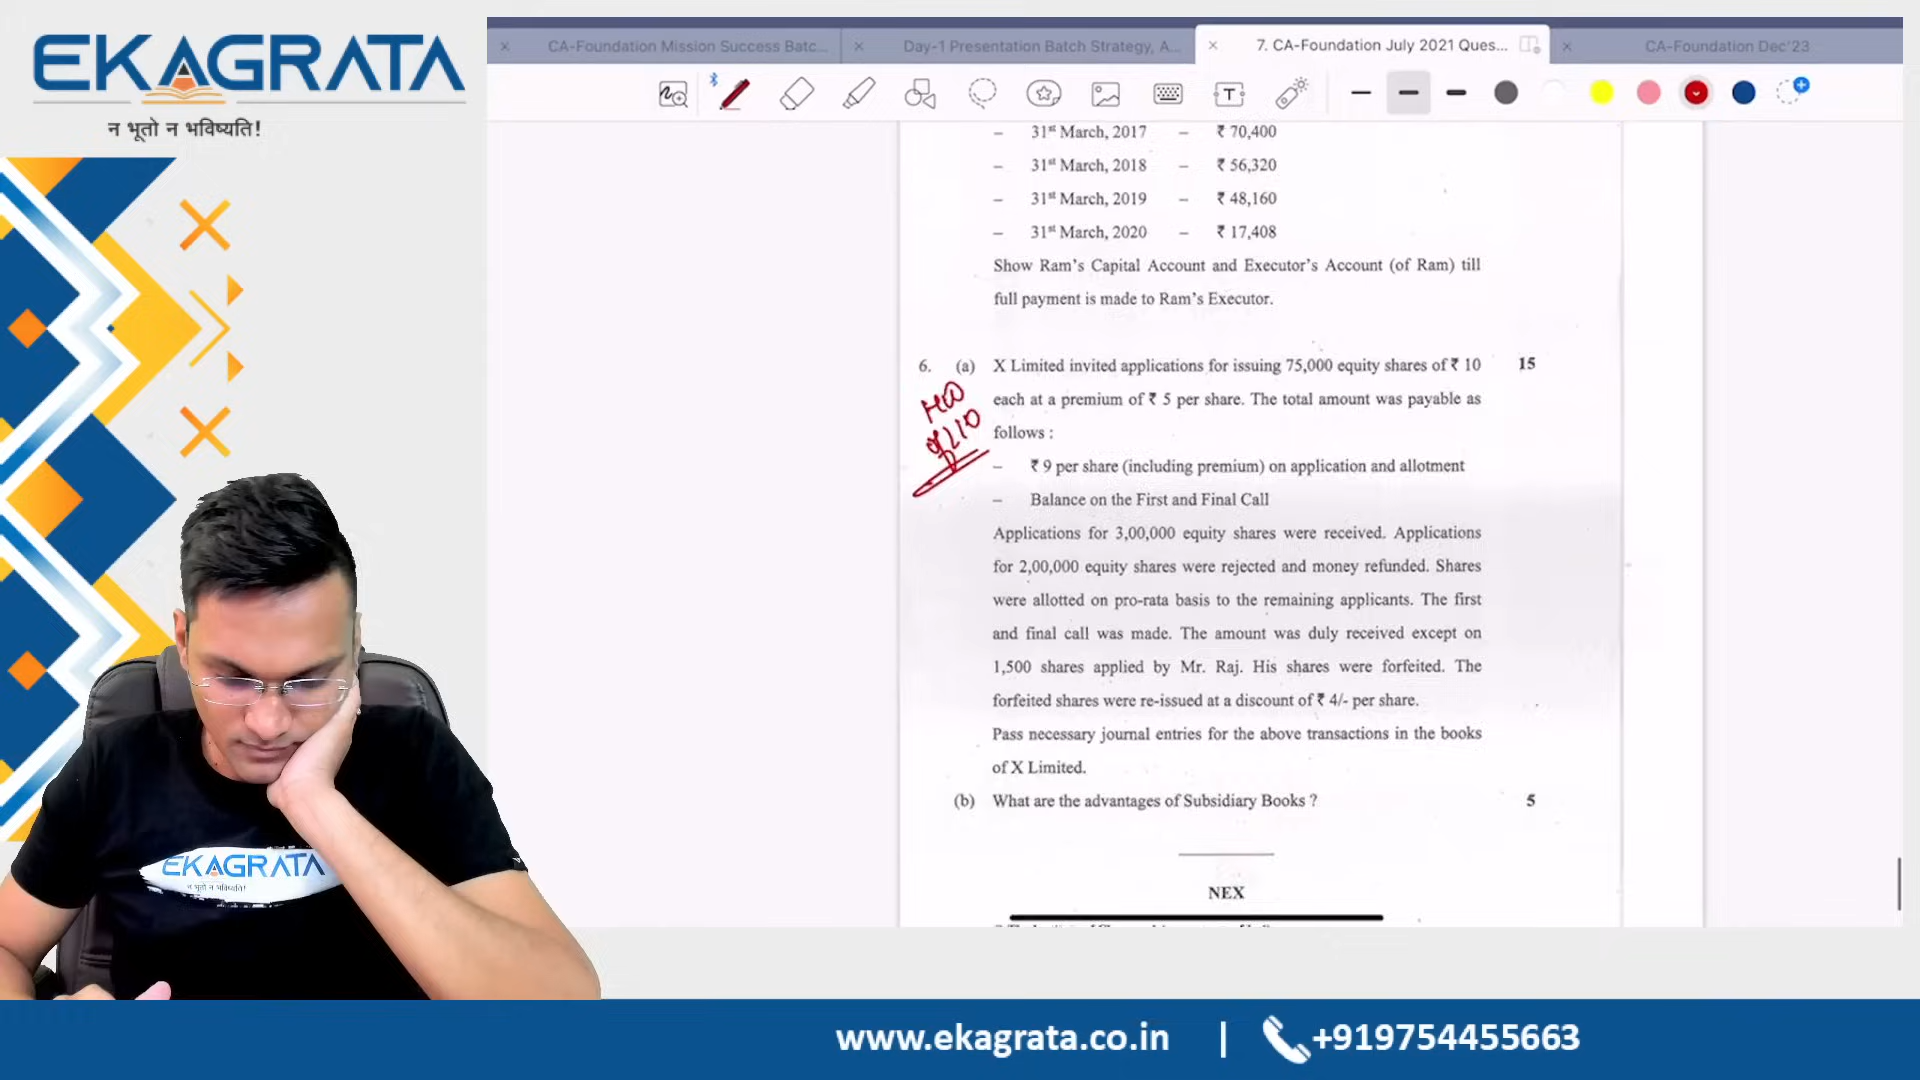 EKAGRATA
न भूतो न भविष्यति!
CA-Foundation Mission Success Batc...
Day-1 Presentation Batch Strategy, A...
7. CA-Foundation July 2021 Ques...
CA-Foundation Dec'23
T
– 31st March, 2017 – ₹ 70,400
– 31st March, 2018 – ₹ 56,320
– 31st March, 2019 – ₹ 48,160
– 31st March, 2020 – ₹ 17,408
Show Ram's Capital Account and Executor's Account (of Ram) till
full payment is made to Ram's Executor.
6. (a) X Limited invited applications for issuing 75,000 equity shares of ₹ 10 15
each at a premium of ₹ 5 per share. The total amount was payable as
follows :
– ₹ 9 per share (including premium) on application and allotment
– Balance on the First and Final Call
Applications for 3,00,000 equity shares were received. Applications
for 2,00,000 equity shares were rejected and money refunded. Shares
were allotted on pro-rata basis to the remaining applicants. The first
and final call was made. The amount was duly received except on
1,500 shares applied by Mr. Raj. His shares were forfeited. The
forfeited shares were re-issued at a discount of ₹ 4/- per share.
Pass necessary journal entries for the above transactions in the books
of X Limited.
(b) What are the advantages of Subsidiary Books ? 5
NEX
EKAGRATA
न भूतो न भविष्यति!
www.ekagrata.co.in | +919754455663